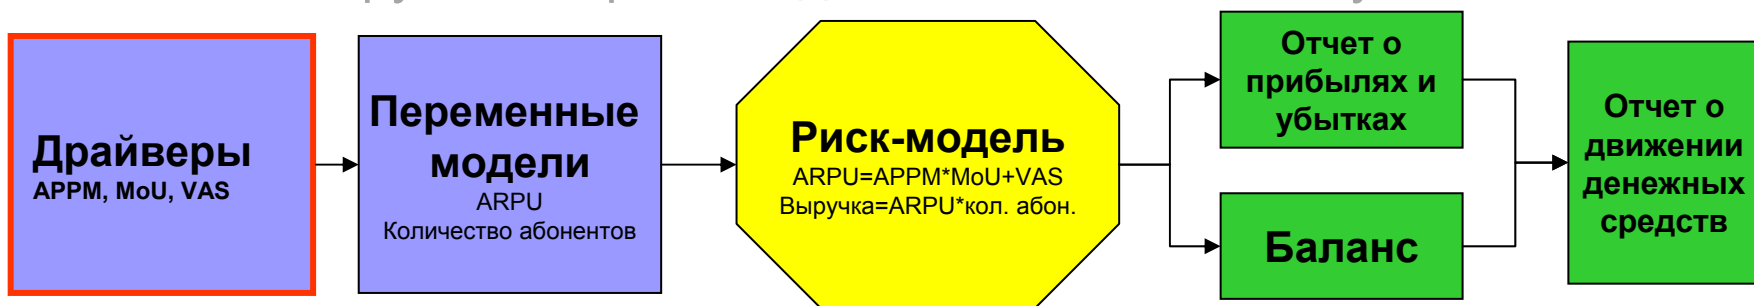 Драйверы
APPM, MoU, VAS
Переменные
модели
ARPU
Количество абонентов
Риск-модель
ARPU=APPM*MoU+VAS
Выручка=ARPU*кол. абон.
Отчет о
прибылях и
убытках
Баланс
Отчет о
движении
денежных
средств